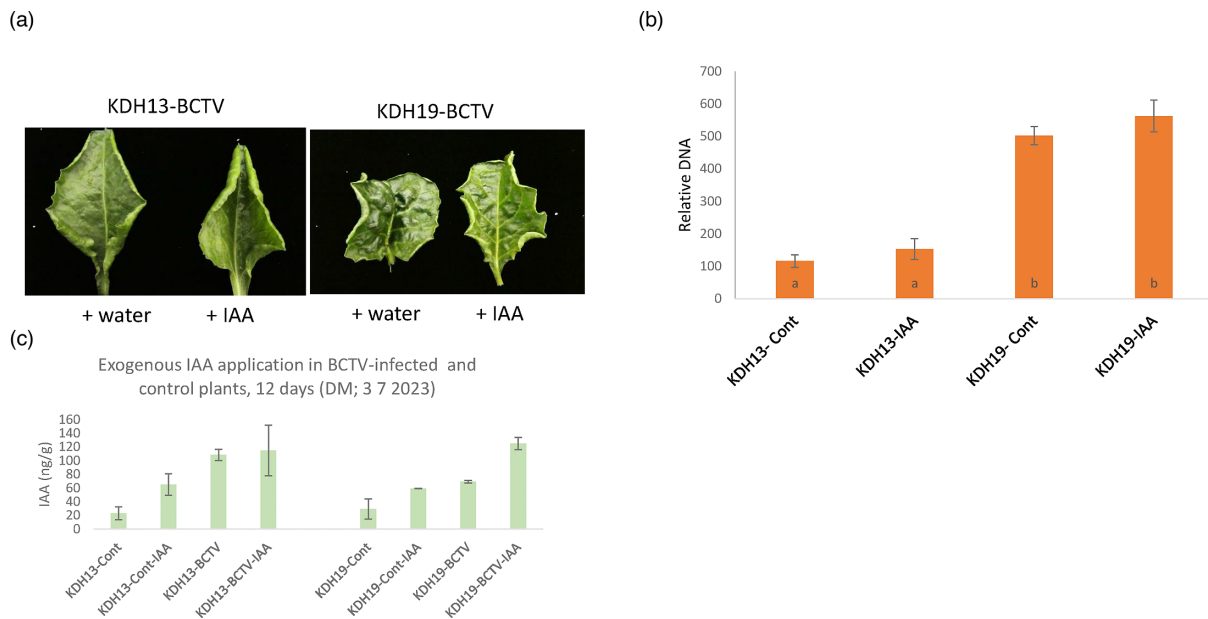 (a)
KDH13-BCTV
KDH19-BCTV
+ water
+ IAA
+ water
+ IAA
(b)
Relative DNA
700
600
500
400
300
200
100
0
a
a
b
b
KDH13- Cont
KDH13-IAA
KDH19- Cont
KDH19-IAA
(c)
Exogenous IAA application in BCTV-infected and
control plants, 12 days (DM; 3 7 2023)
IAA (ng/g)
160
140
120
100
80
60
40
20
0
KDH13-Cont
KDH13-Cont-IAA
KDH13-BCTV
KDH13-BCTV-IAA
KDH19-Cont
KDH19-Cont-IAA
KDH19-BCTV
KDH19-BCTV-IAA